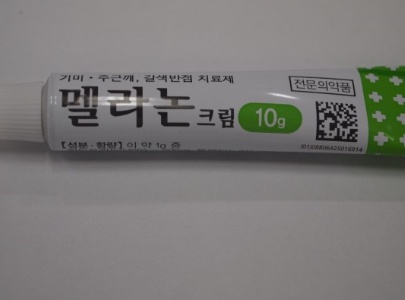 기미·주근깨, 갈색반점 치료제
전문의약품
멜라논크림 10g
[성분·함량] 이 약 1g 중